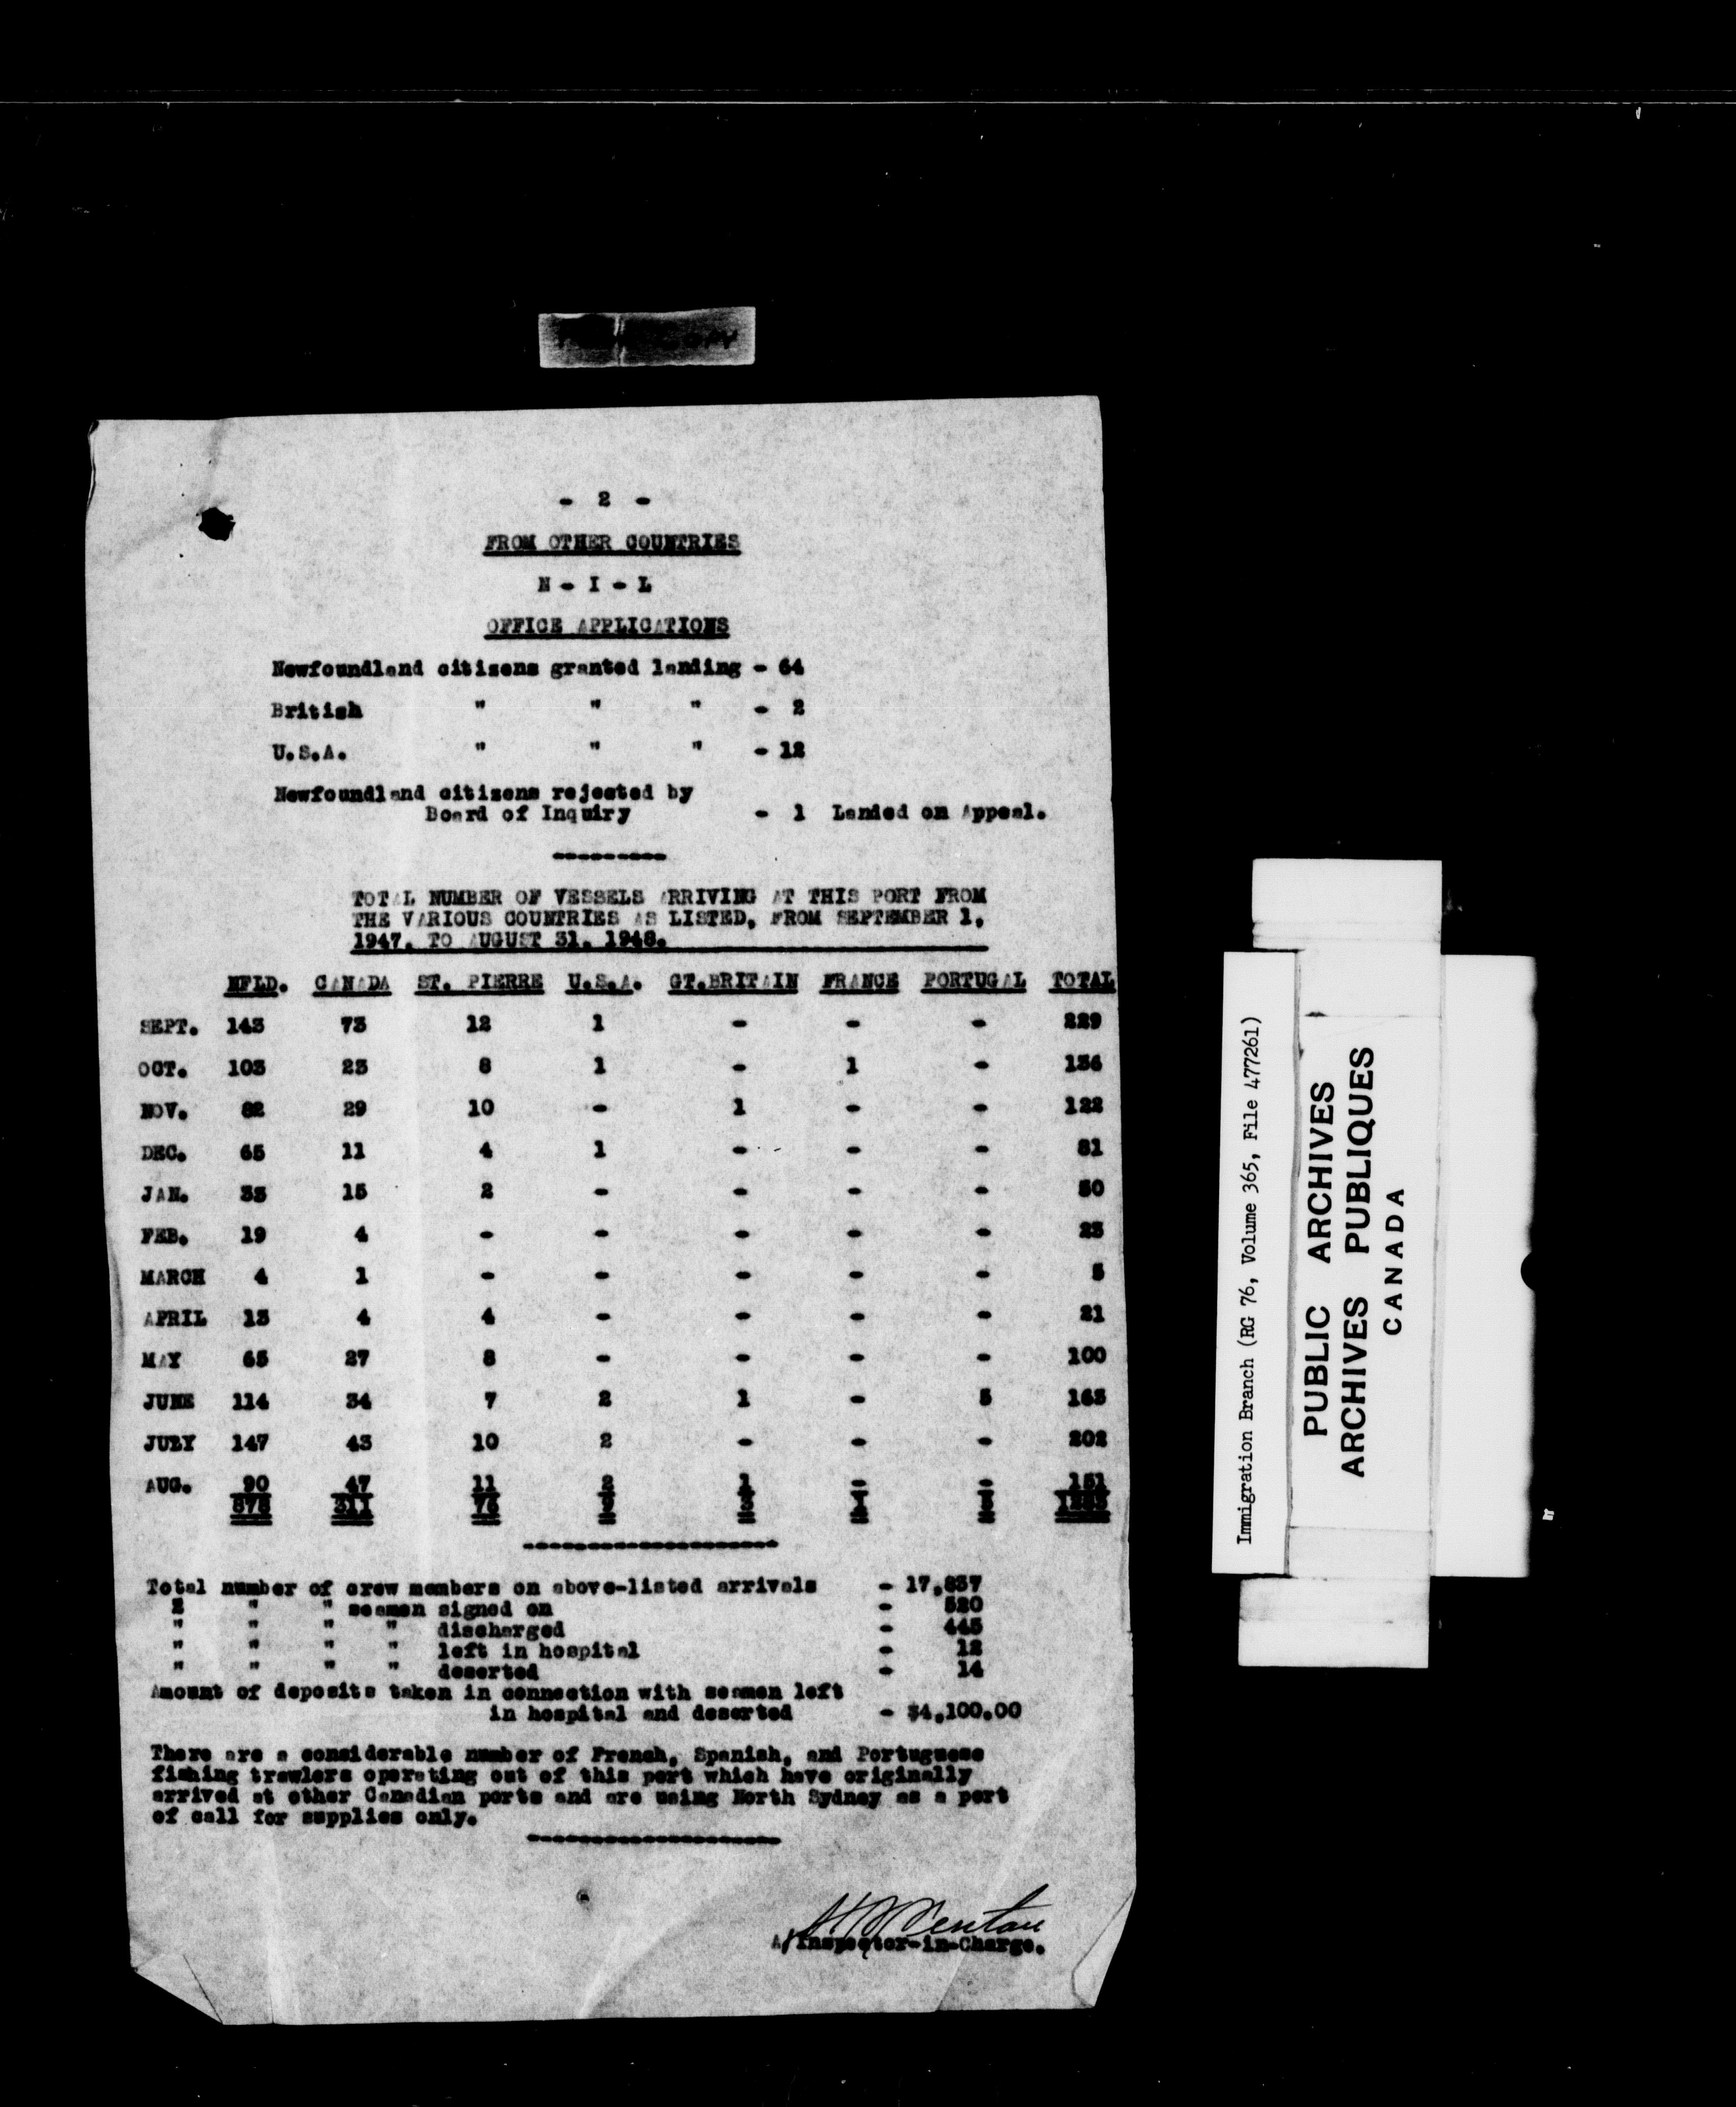 - 2 -
FROM OTHER COUNTRIES
N - I - L
OFFICE APPLICATIONS
Newfoundland citizens granted landing - 64
British " " " - 2
U.S.A. " " " - 12
Newfoundland citizens rejected by
Board of Inquiry - 1 Landed on Appeal.
TOTAL NUMBER OF VESSELS ARRIVING AT THIS PORT FROM
THE VARIOUS COUNTRIES AS LISTED, FROM SEPTEMBER 1,
1947, TO AUGUST 31, 1948.
NFLD. CANADA ST. PIERRE U.S.A. GT.BRITAIN FRANCE PORTUGAL TOTAL
SEPT. 143 73 12 1 - - - 229
OCT. 103 23 8 1 - 1 - 136
NOV. 82 29 10 - 1 - - 122
DEC. 65 11 4 1 - - - 81
JAN. 33 15 2 - - - - 50
FEB. 19 4 - - - - - 23
MARCH 4 1 - - - - - 5
APRIL 13 4 4 - - - - 21
MAY 65 27 8 - - - - 100
JUNE 114 34 7 2 1 - 5 163
JULY 147 43 10 2 - - - 202
AUG. 90 47 11 2 1 - - 151
878 311 76 9 3 1 5 1283
Total number of crew members on above-listed arrivals - 17,837
" " " seamen signed on - 520
" " " " discharged - 445
" " " " left in hospital - 12
" " " " deserted - 14
Amount of deposits taken in connection with seamen left
in hospital and deserted - $4,100.00
There are a considerable number of French, Spanish, and Portuguese
fishing trawlers operating out of this port which have originally
arrived at other Canadian ports and are using North Sydney as a port
of call for supplies only.
A/Inspector-in-Charge.
Immigration Branch (RG 76, Volume 365, File 477261)
PUBLIC ARCHIVES
ARCHIVES PUBLIQUES
CANADA